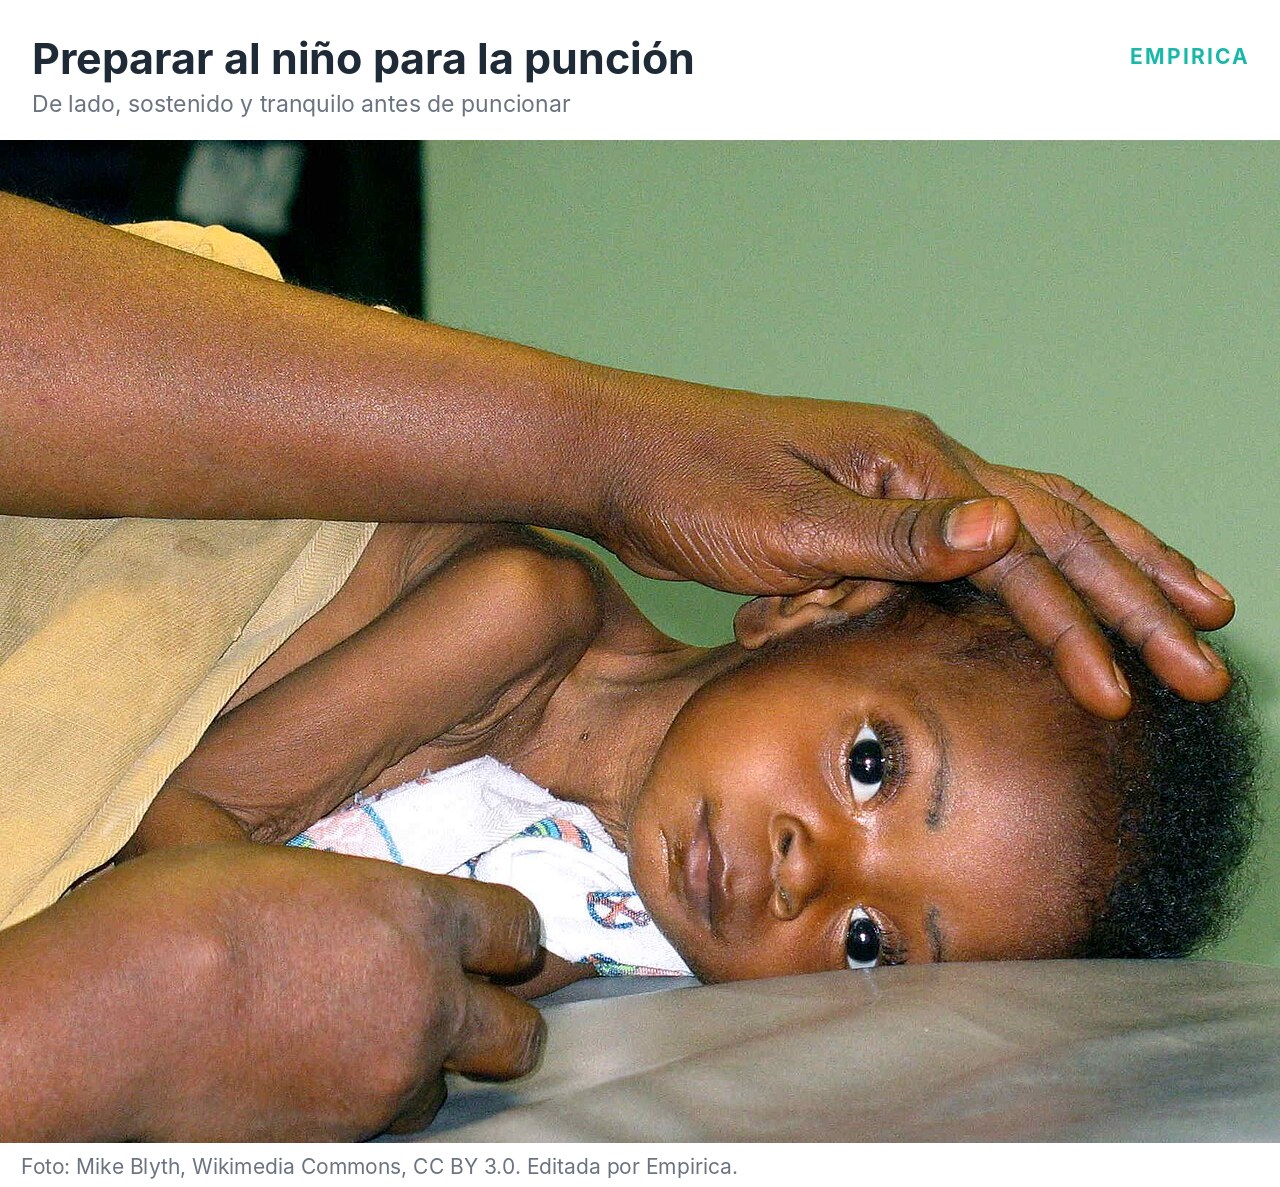 Preparar al niño para la punción
EMPIRICA
De lado, sostenido y tranquilo antes de puncionar
Foto: Mike Blyth, Wikimedia Commons, CC BY 3.0. Editada por Empirica.